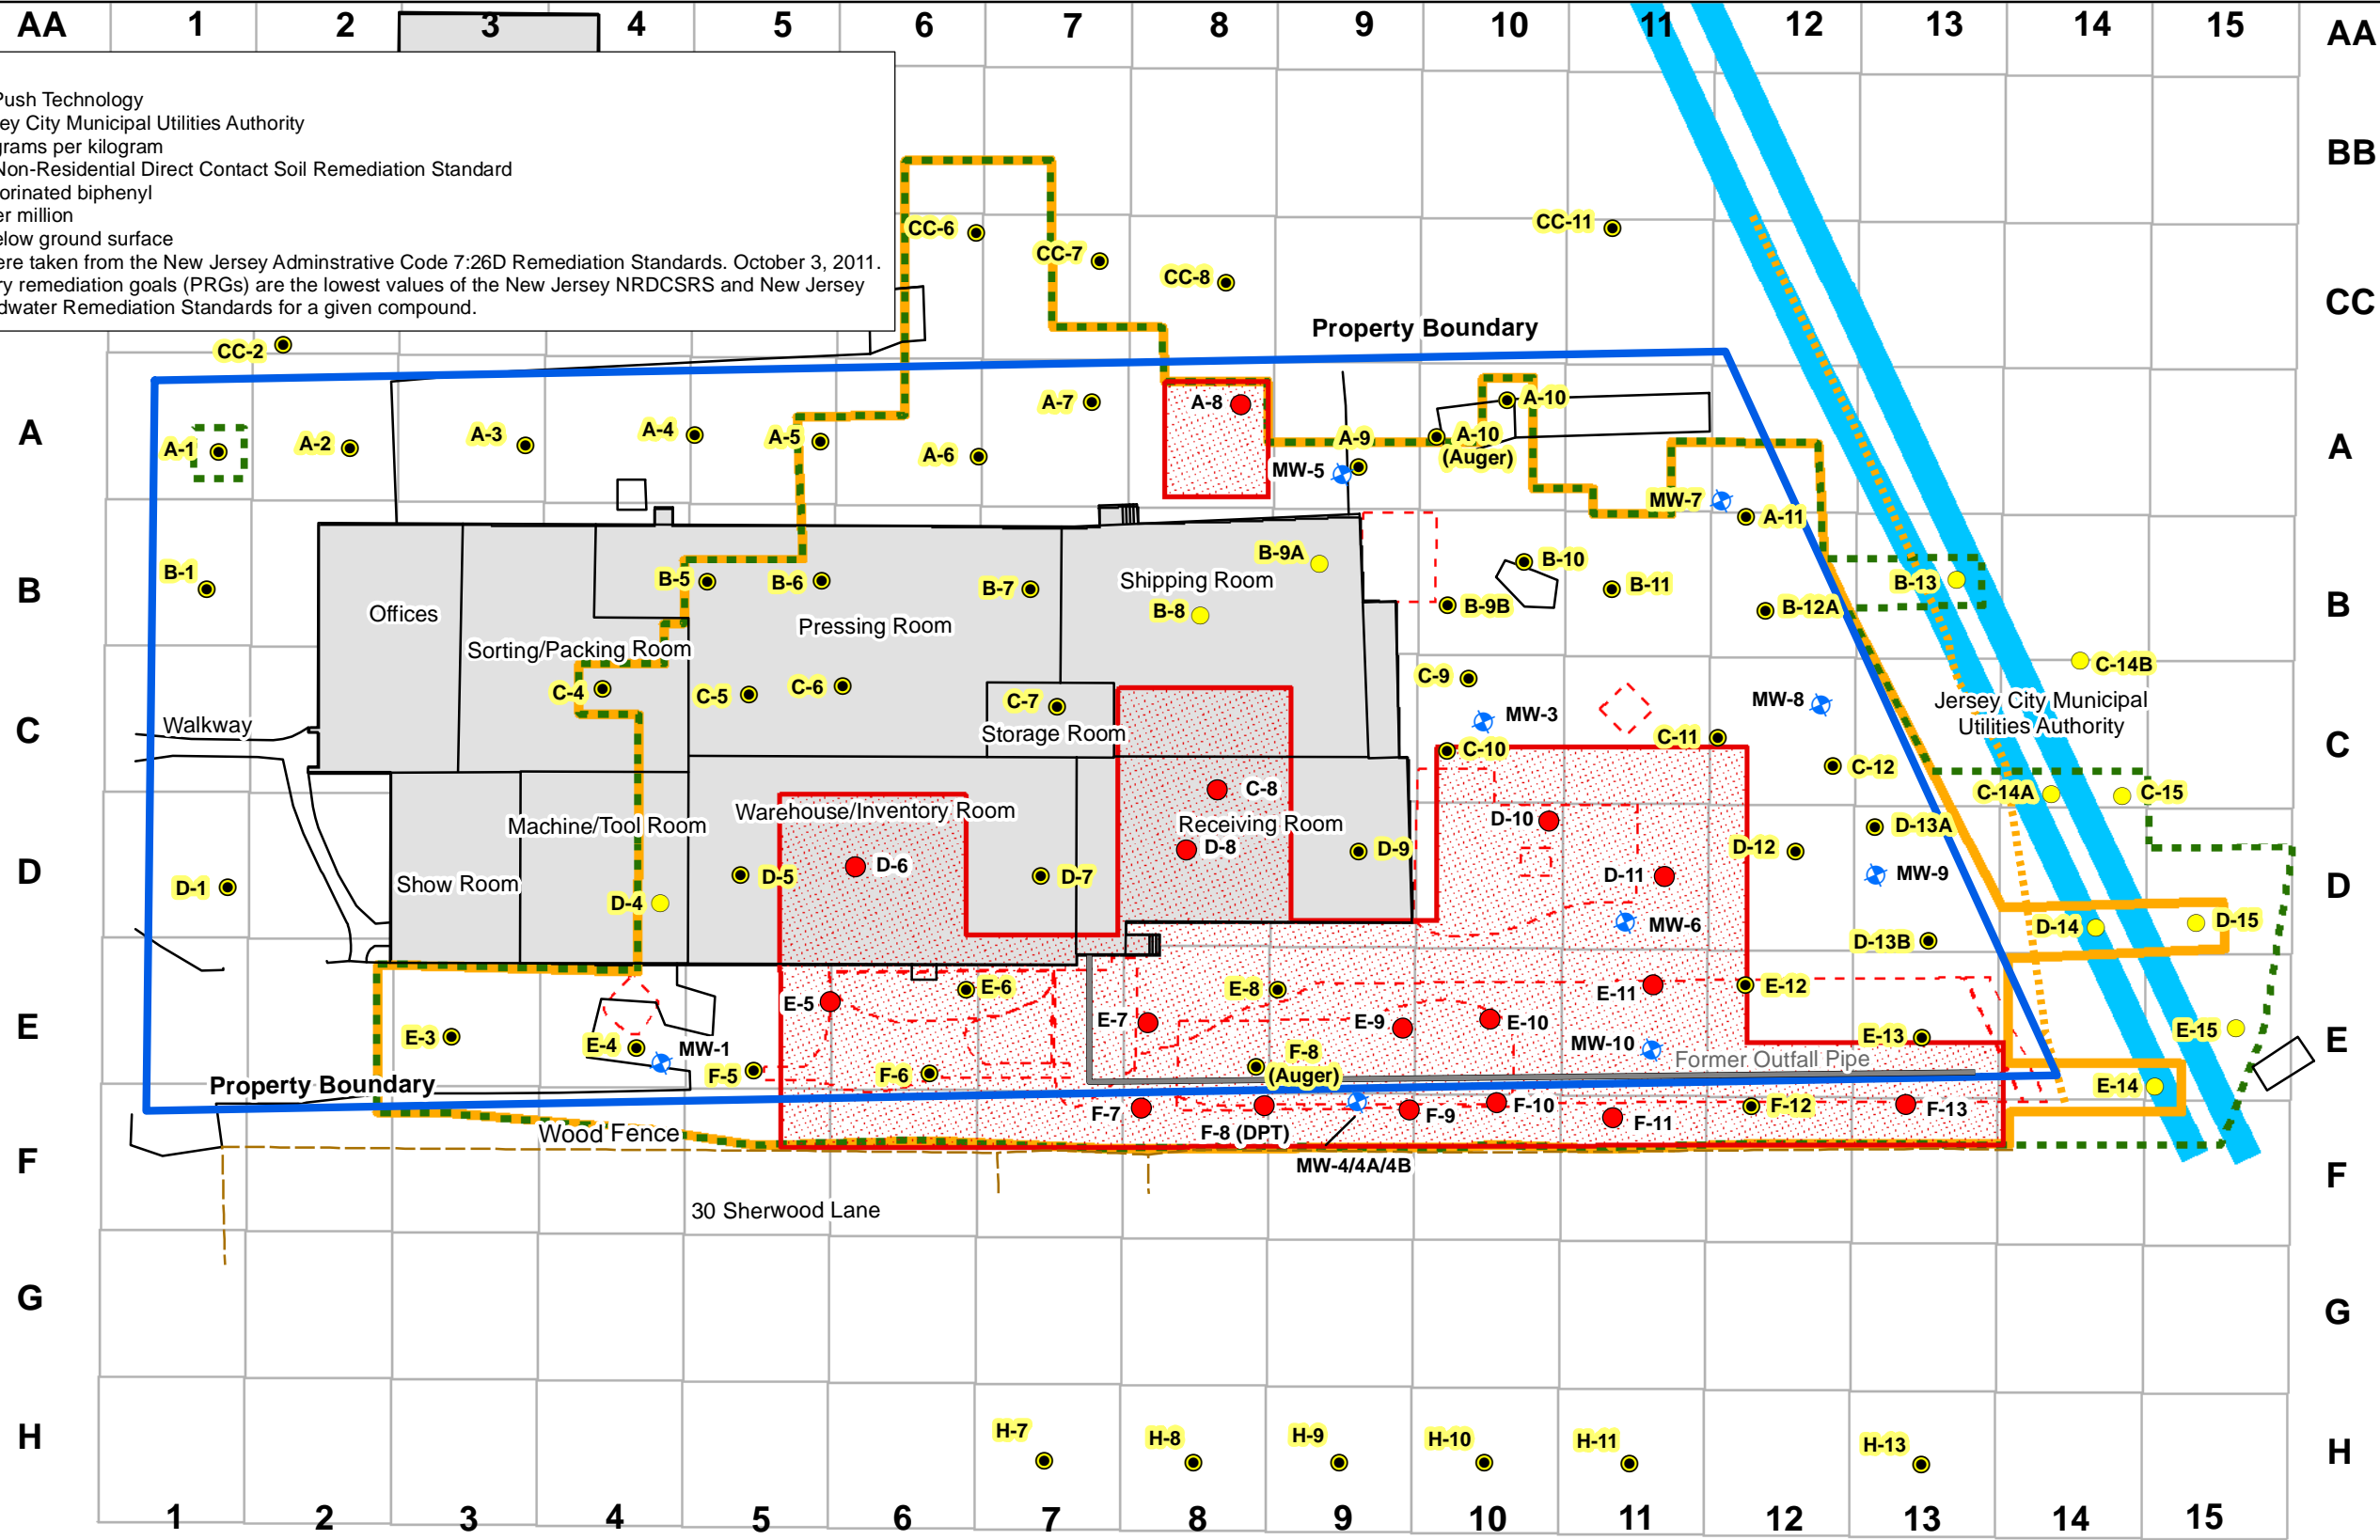 AA 1 2 3 4 5 6 7 8 9 10 11 12 13 14 15 AA
Push Technology
ey City Municipal Utilities Authority
grams per kilogram
Non-Residential Direct Contact Soil Remediation Standard
orinated biphenyl
er million
elow ground surface
ere taken from the New Jersey Adminstrative Code 7:26D Remediation Standards. October 3, 2011.
ry remediation goals (PRGs) are the lowest values of the New Jersey NRDCSRS and New Jersey
dwater Remediation Standards for a given compound.
BB
CC-6
CC-11
CC-7
CC-8
CC
Property Boundary
CC-2
A
A-1
A-2
A-3
A-4
A-5
A-6
A-7
A-8
A-9
MW-5
A-10
A-10
(Auger)
MW-7
A-11
A
B
B-1
B-5
B-6
B-7
B-9A
Shipping Room
B-8
Offices
Pressing Room
Sorting/Packing Room
B-10
B-9B
B-11
B-12A
B-13
B
C
Walkway
C-4
C-5
C-6
C-7
Storage Room
C-9
MW-3
C-10
C-11
MW-8
C-12
C-14B
Jersey City Municipal
Utilities Authority
C-14A
C-15
C
C-8
Warehouse/Inventory Room
Machine/Tool Room
Receiving Room
D
D-1
Show Room
D-4
D-5
D-6
D-7
D-8
D-9
D-10
D-11
MW-6
D-12
D-13A
MW-9
D-13B
D-14
D-15
D
E
E-3
E-4
MW-1
E-5
E-6
E-7
E-8
E-9
E-10
E-11
MW-10
E-12
E-13
Former Outfall Pipe
E-14
E-15
E
Property Boundary
F-5
F-6
F-8
(Auger)
F-7
F-8 (DPT)
F-9
F-10
F-11
F-12
F-13
Wood Fence
MW-4/4A/4B
F
F
30 Sherwood Lane
G
G
H
H-7
H-8
H-9
H-10
H-11
H-13
H
1 2 3 4 5 6 7 8 9 10 11 12 13 14 15